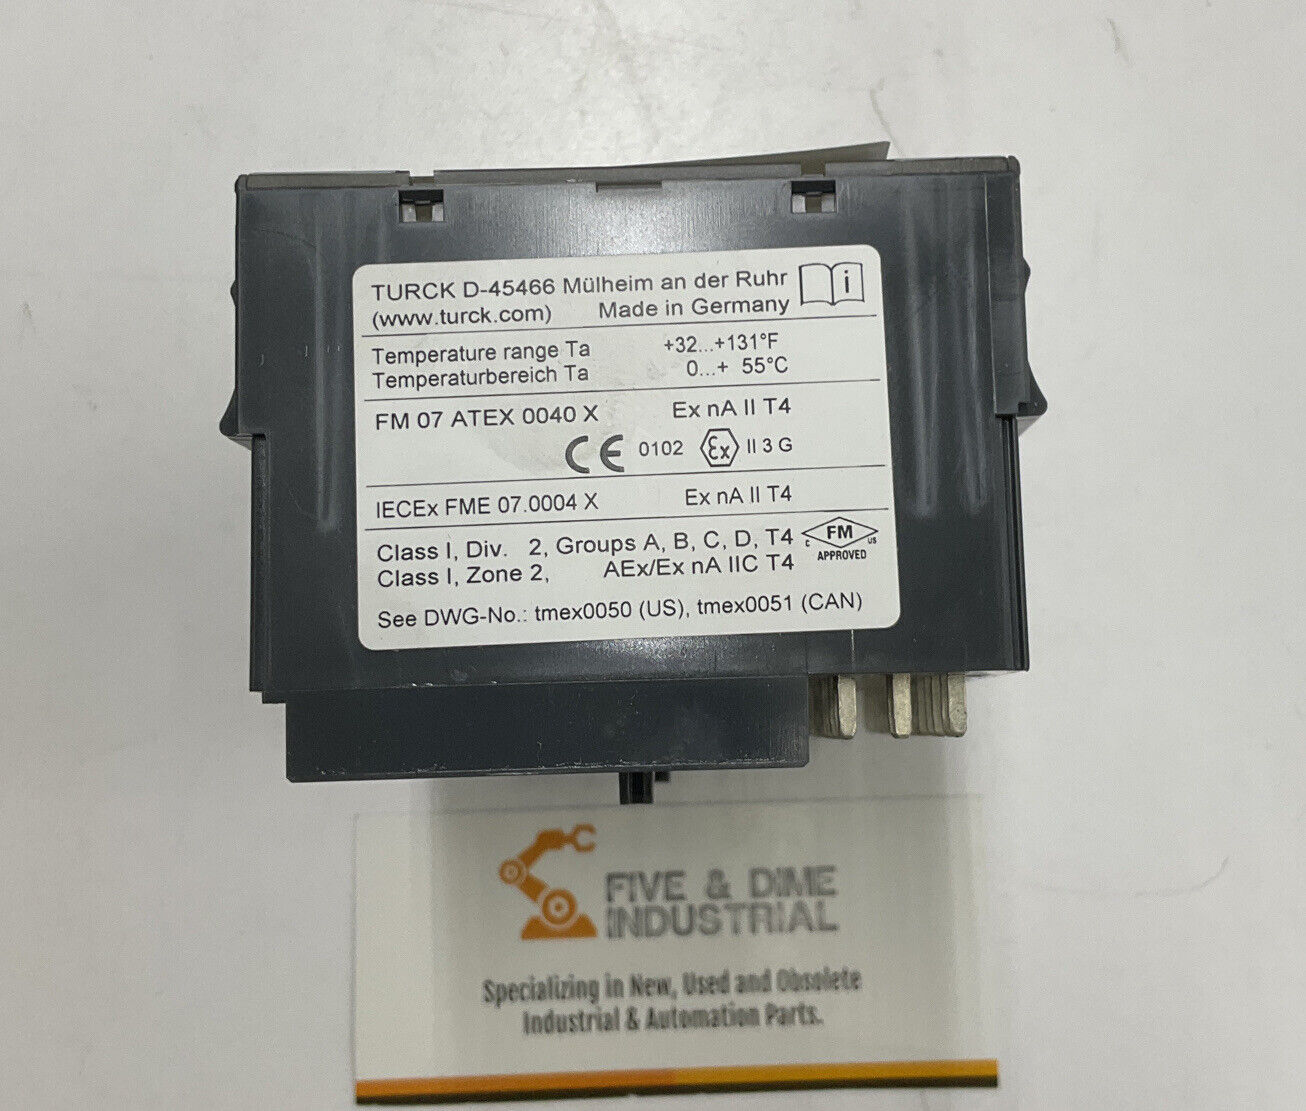 TURCK D-45466 Mülheim an der Ruhr
(www.turck.com) Made in Germany
i
Temperature range Ta +32...+131°F
Temperaturbereich Ta 0...+ 55°C
FM 07 ATEX 0040 X Ex nA II T4
CE 0102 Ex II 3 G
IECEx FME 07.0004 X Ex nA II T4
Class I, Div. 2, Groups A, B, C, D, T4
Class I, Zone 2, AEx/Ex nA IIC T4
C FM US
APPROVED
See DWG-No.: tmex0050 (US), tmex0051 (CAN)
FIVE & DIME
INDUSTRIAL
Specializing in New, Used and Obsolete
Industrial & Automation Parts.